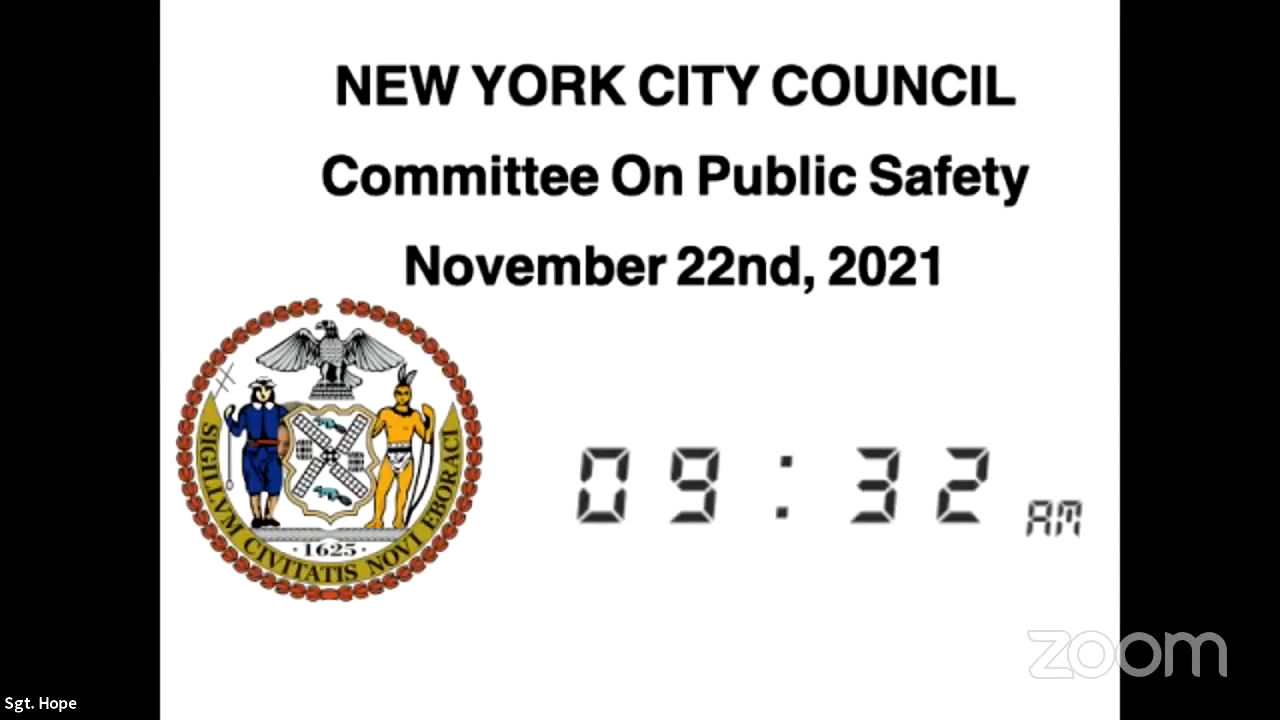 NEW YORK CITY COUNCIL
Committee On Public Safety
November 22nd, 2021
SIGILLVM CIVITATIS NOVI EBORACI
·1625·
09:32 AM
zoom
Sgt. Hope